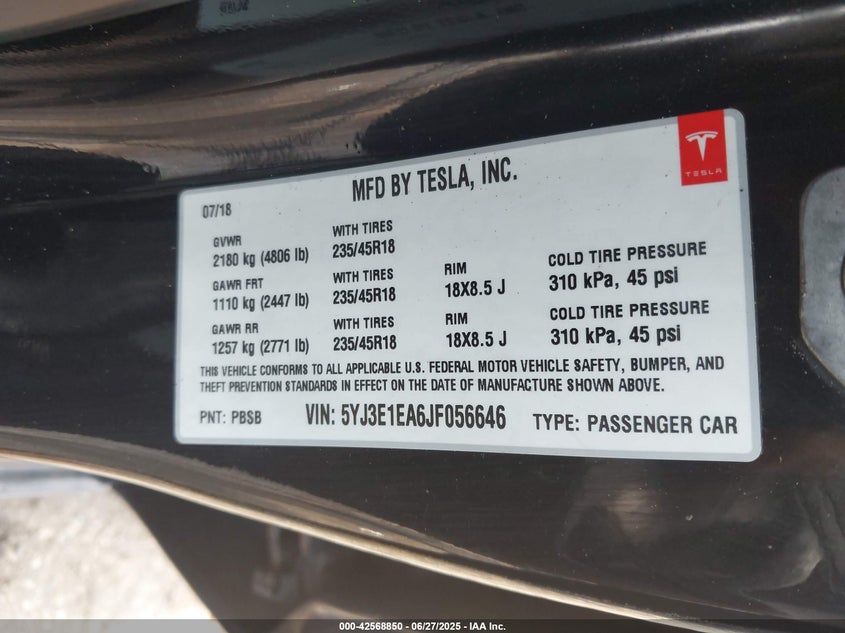 TESLA
MFD BY TESLA, INC.
07/18
GVWR
2180 kg (4806 lb)
WITH TIRES
235/45R18
GAWR FRT
1110 kg (2447 lb)
WITH TIRES
235/45R18
RIM
18X8.5 J
COLD TIRE PRESSURE
310 kPa, 45 psi
GAWR RR
1257 kg (2771 lb)
WITH TIRES
235/45R18
RIM
18X8.5 J
COLD TIRE PRESSURE
310 kPa, 45 psi
THIS VEHICLE CONFORMS TO ALL APPLICABLE U.S. FEDERAL MOTOR VEHICLE SAFETY, BUMPER, AND
THEFT PREVENTION STANDARDS IN EFFECT ON THE DATE OF MANUFACTURE SHOWN ABOVE.
PNT: PBSB
VIN: 5YJ3E1EA6JF056646
TYPE: PASSENGER CAR
000-42568850 - 06/27/2025 - IAA Inc.